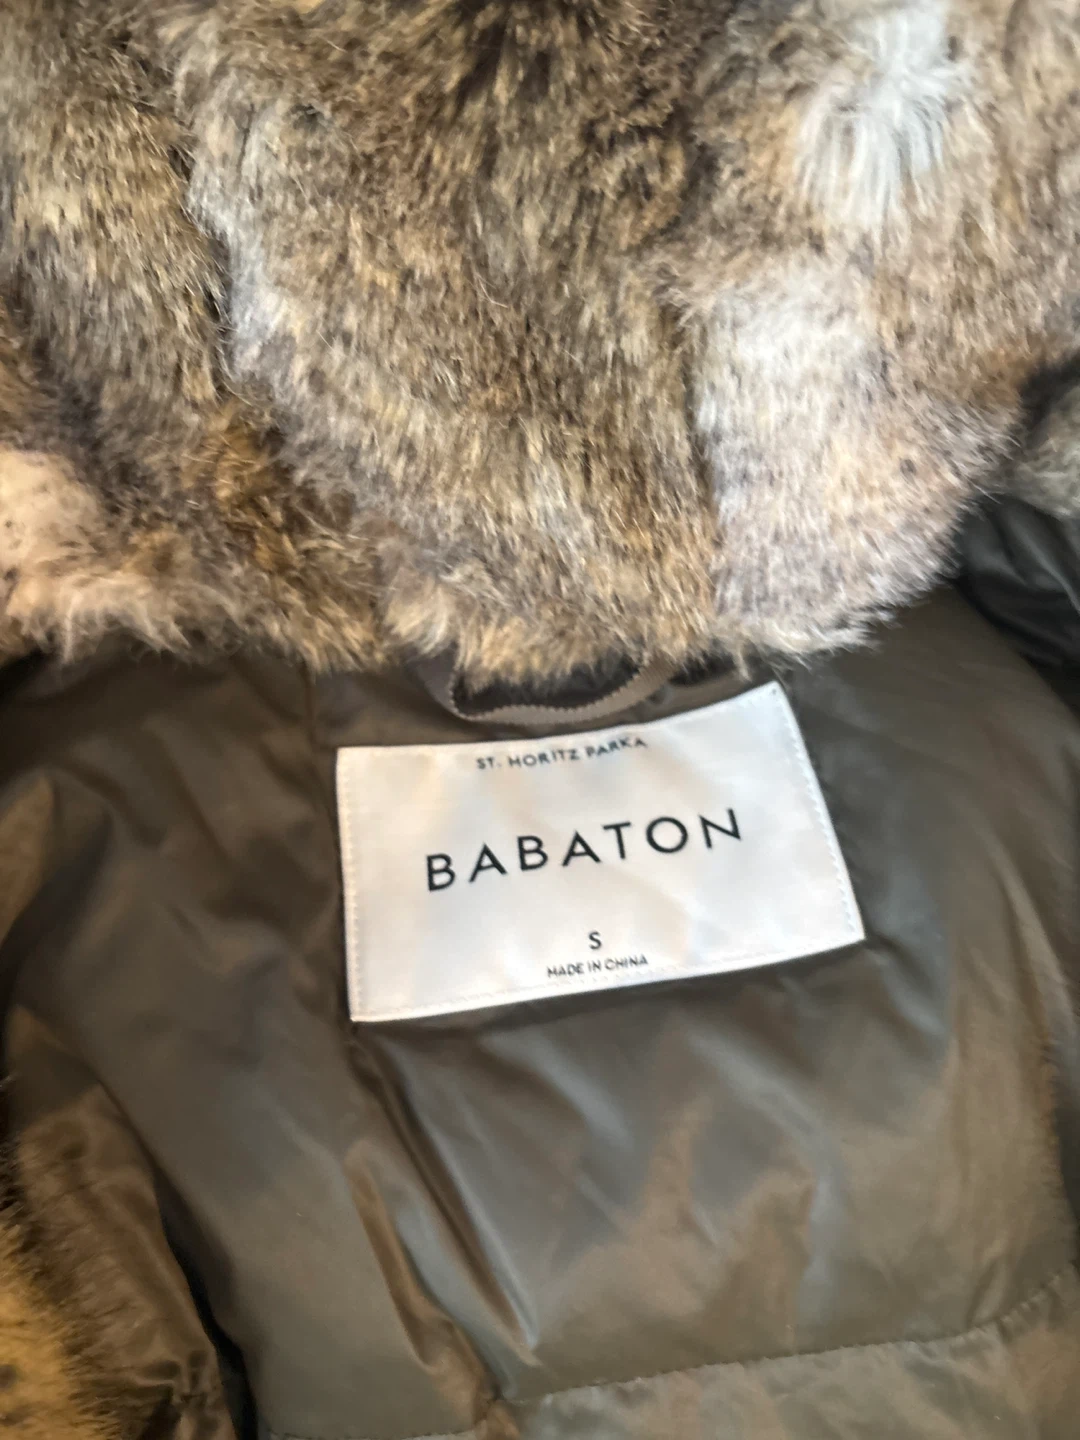 ST. MORITZ PARKA
BABATON
S
MADE IN CHINA